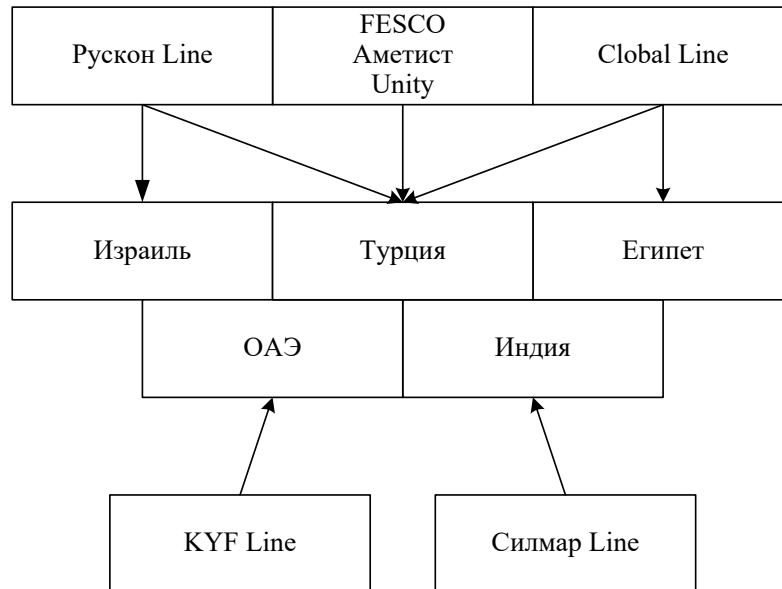 Рускон Line
FESCO
Аметист
Unity
Clobal Line
Израиль
Турция
Египет
ОАЭ
Индия
KYF Line
Силмар Line